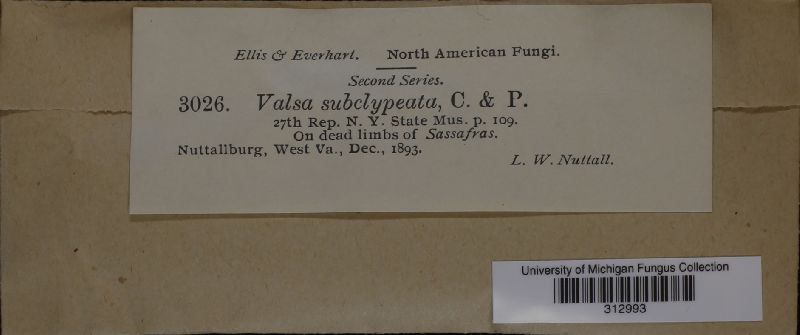 Ellis & Everhart. North American Fungi.
Second Series.
3026. Valsa subclypeata, C. & P.
27th Rep. N. Y. State Mus. p. 109.
On dead limbs of Sassafras.
Nuttallburg, West Va., Dec., 1893.
L. W. Nuttall.
University of Michigan Fungus Collection
312993